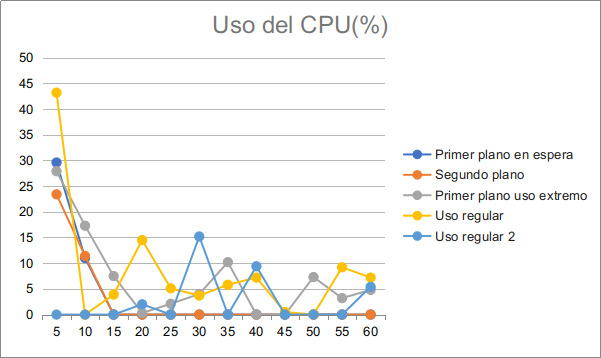 Uso del CPU(%)
50
45
40
35
30
25
20
15
10
5
0
5 10 15 20 25 30 35 40 45 50 55 60
Primer plano en espera
Segundo plano
Primer plano uso extremo
Uso regular
Uso regular 2